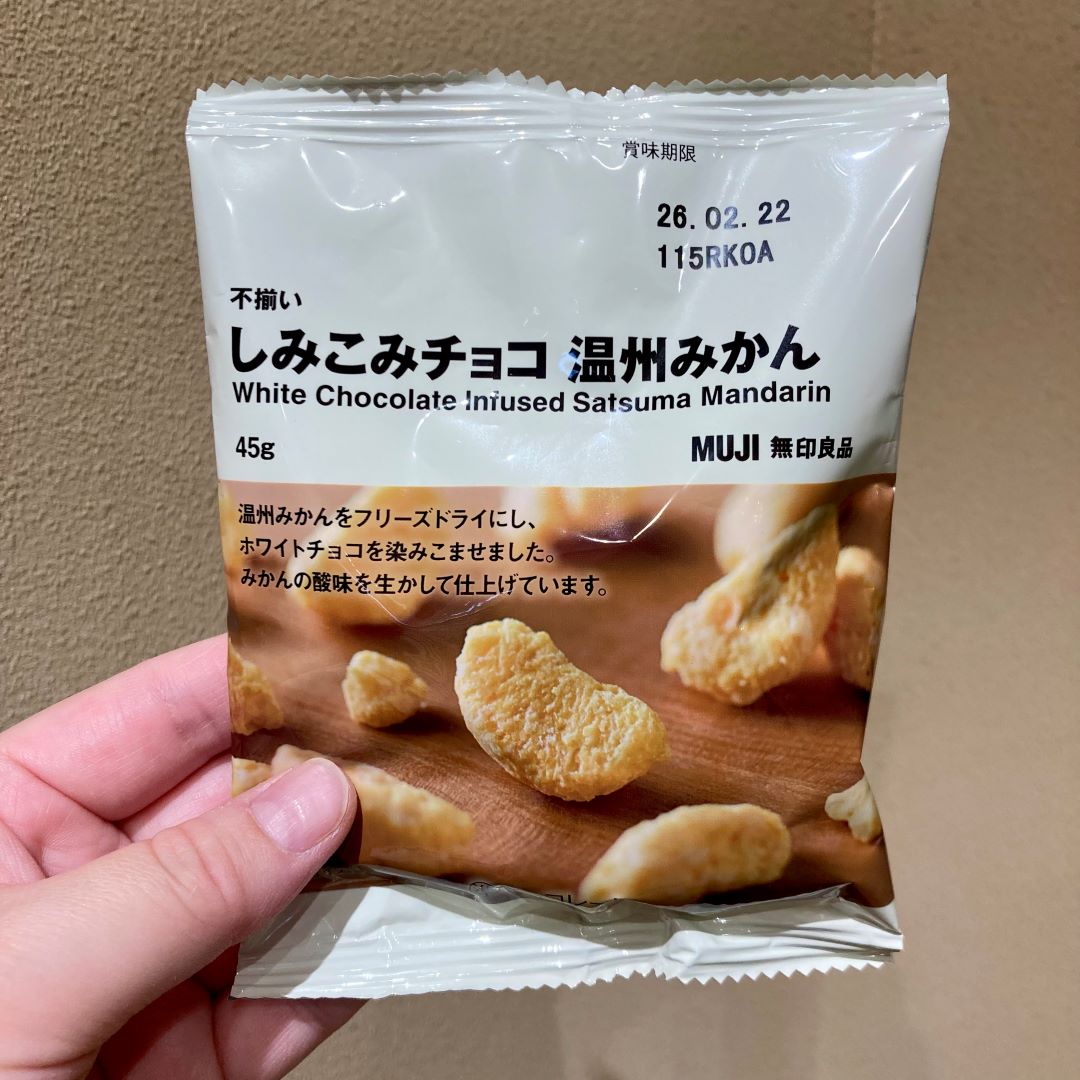 賞味期限
26.02.22
115RKOA
不揃い
しみこみチョコ 温州みかん
White Chocolate Infused Satsuma Mandarin
45g
MUJI 無印良品
温州みかんをフリーズドライにし、
ホワイトチョコを染みこませました。
みかんの酸味を生かして仕上げています。